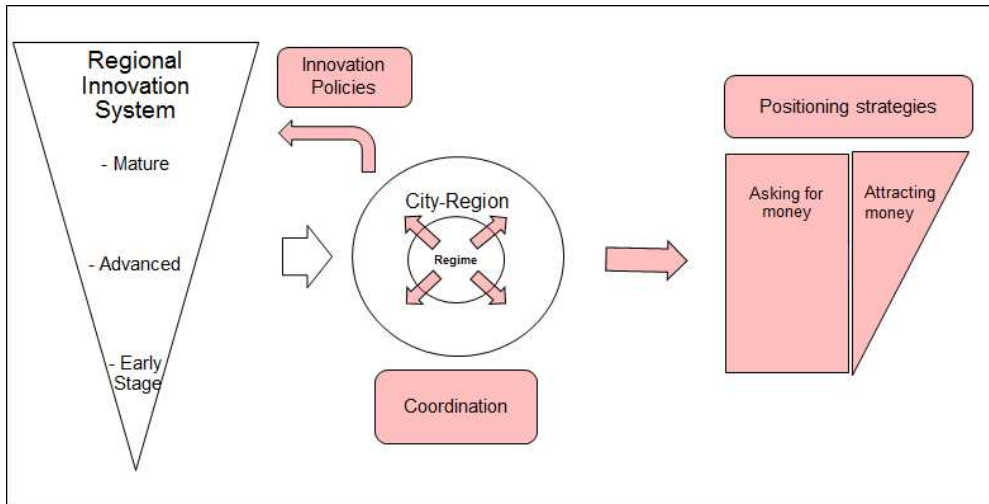 Regional
Innovation
System
- Mature
- Advanced
- Early
Stage
Innovation
Policies
City-Region
Regime
Coordination
Positioning strategies
Asking for
money
Attracting
money